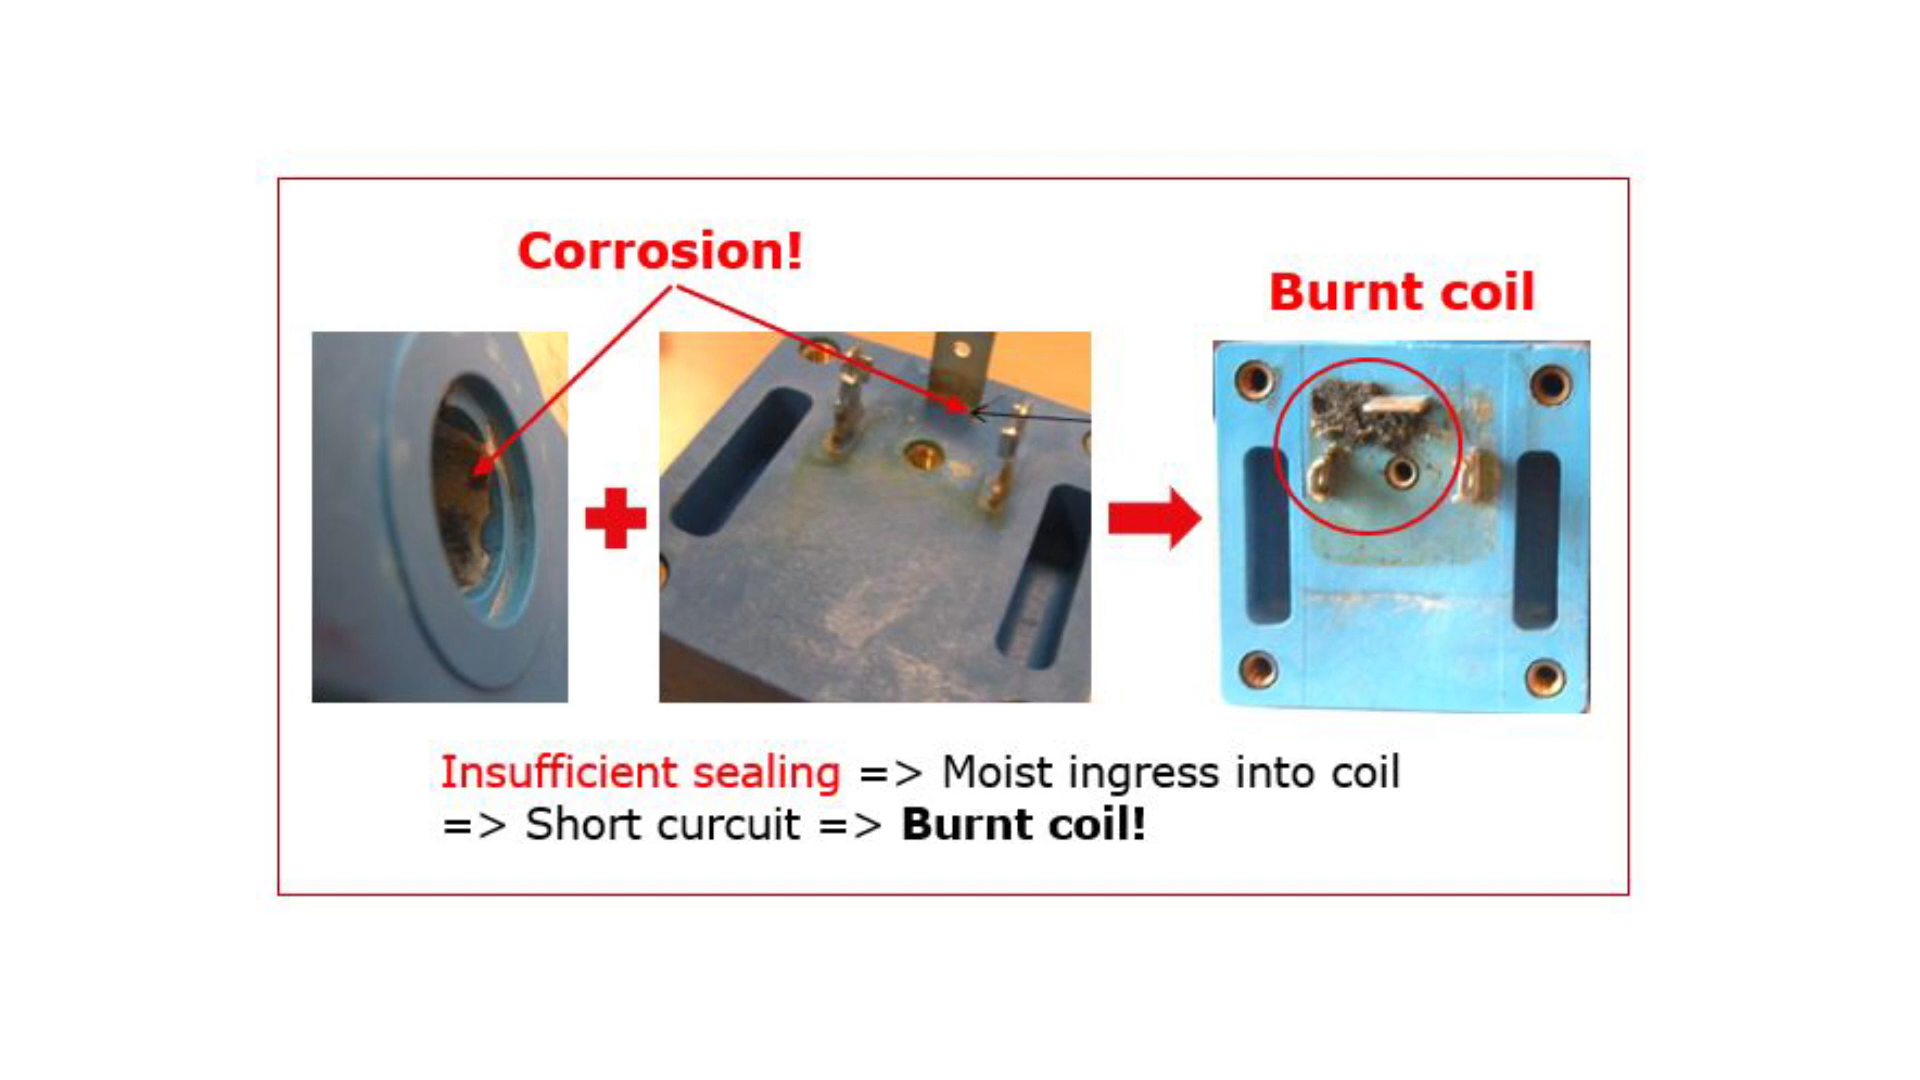 Corrosion!
Burnt coil
Insufficient sealing => Moist ingress into coil
=> Short curcuit => Burnt coil!